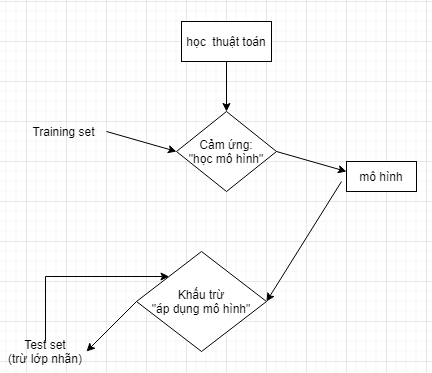 học thuật toán
Training set
Cảm ứng:
"học mô hình"
mô hình
Khấu trừ
"áp dụng mô hình"
Test set
(trừ lớp nhãn)